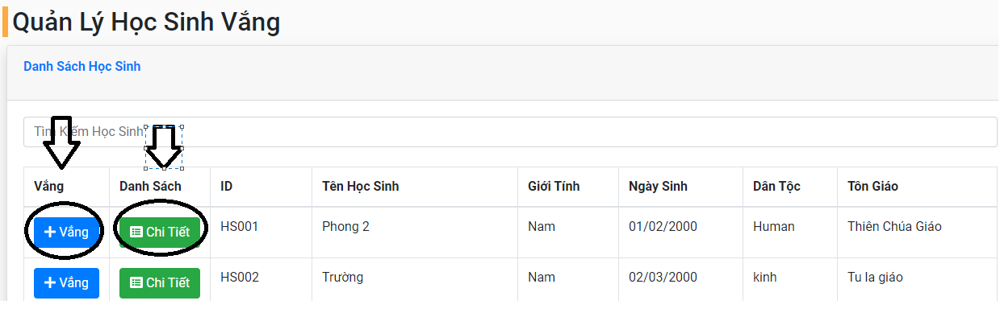 Quản Lý Học Sinh Vắng
Danh Sách Học Sinh
Tìm Kiếm Học Sinh
Vắng Danh Sách ID Tên Học Sinh Giới Tính Ngày Sinh Dân Tộc Tôn Giáo
+ Vắng Chi Tiết HS001 Phong 2 Nam 01/02/2000 Human Thiên Chúa Giáo
+ Vắng Chi Tiết HS002 Trường Nam 02/03/2000 kinh Tu la giáo